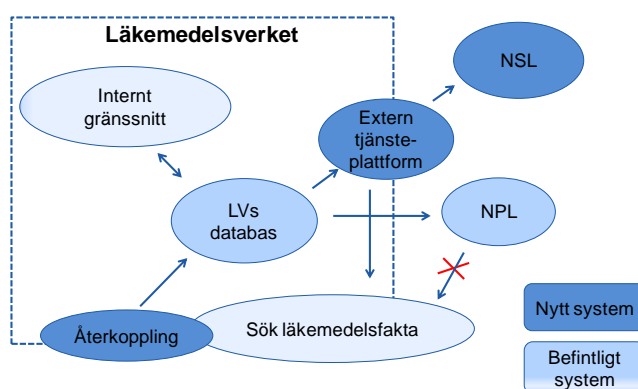 Läkemedelsverket
NSL
Internt
gränssnitt
Extern
tjänste-
plattform
LVs
databas
NPL
Återkoppling
Sök läkemedelsfakta
Nytt system
Befintligt
system